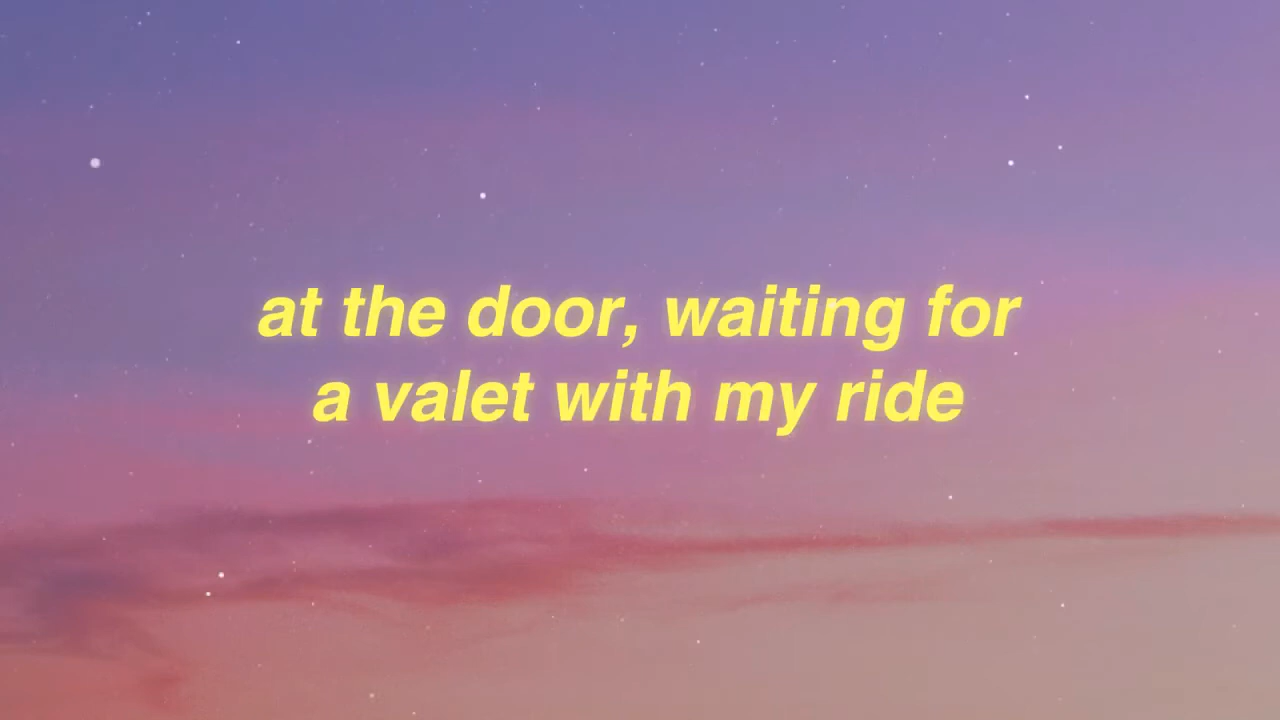 at the door, waiting for
a valet with my ride